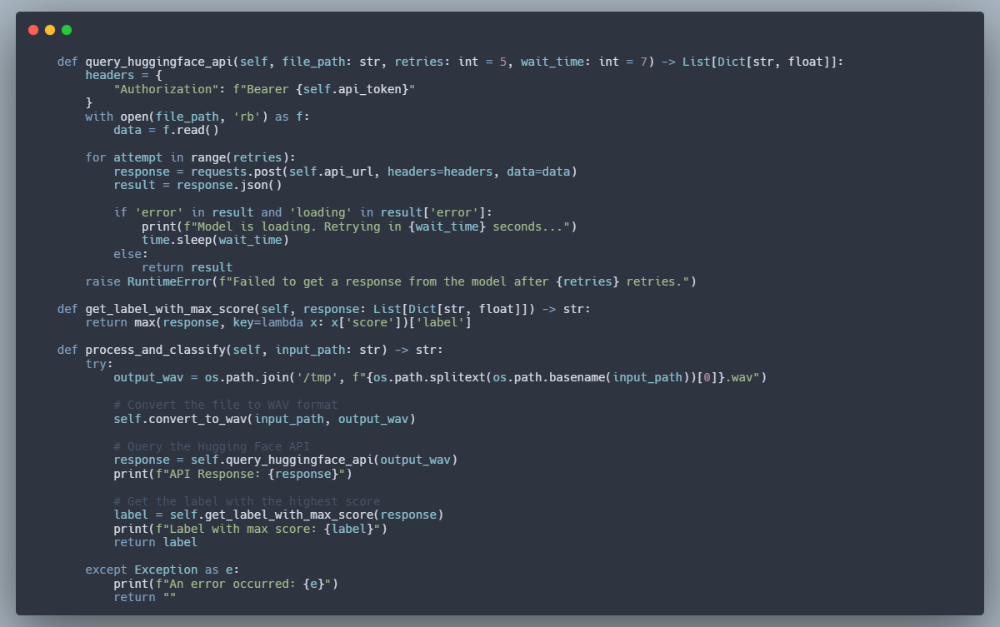 def query_huggingface_api(self, file_path: str, retries: int = 5, wait_time: int = 7) -> List[Dict[str, float]]:
headers = {
"Authorization": f"Bearer {self.api_token}"
}
with open(file_path, 'rb') as f:
data = f.read()
for attempt in range(retries):
response = requests.post(self.api_url, headers=headers, data=data)
result = response.json()
if 'error' in result and 'loading' in result['error']:
print(f"Model is loading. Retrying in {wait_time} seconds...")
time.sleep(wait_time)
else:
return result
raise RuntimeError(f"Failed to get a response from the model after {retries} retries.")
def get_label_with_max_score(self, response: List[Dict[str, float]]) -> str:
return max(response, key=lambda x: x['score'])['label']
def process_and_classify(self, input_path: str) -> str:
try:
output_wav = os.path.join('/tmp', f"{os.path.splitext(os.path.basename(input_path))[0]}.wav")
# Convert the file to WAV format
self.convert_to_wav(input_path, output_wav)
# Query the Hugging Face API
response = self.query_huggingface_api(output_wav)
print(f"API Response: {response}")
# Get the label with the highest score
label = self.get_label_with_max_score(response)
print(f"Label with max score: {label}")
return label
except Exception as e:
print(f"An error occurred: {e}")
return ""